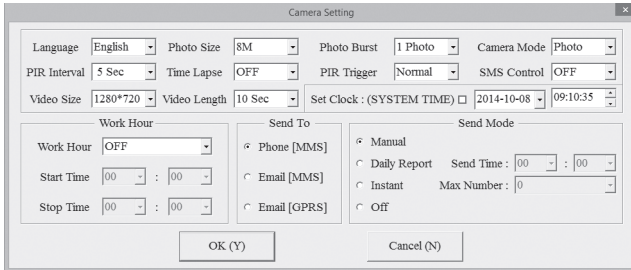 Camera Setting ×
Language English Photo Size 8M Photo Burst 1 Photo Camera Mode Photo
PIR Interval 5 Sec Time Lapse OFF PIR Trigger Normal SMS Control OFF
Video Size 1280*720 Video Length 10 Sec Set Clock : (SYSTEM TIME) 2014-10-08 09:10:35
Work Hour Send To Send Mode
Work Hour OFF Phone [MMS] Manual
Daily Report Send Time : 00 : 00
Start Time 00 : 00 Email [MMS] Instant Max Number : 0
Stop Time 00 : 00 Email [GPRS] Off
OK (Y) Cancel (N)